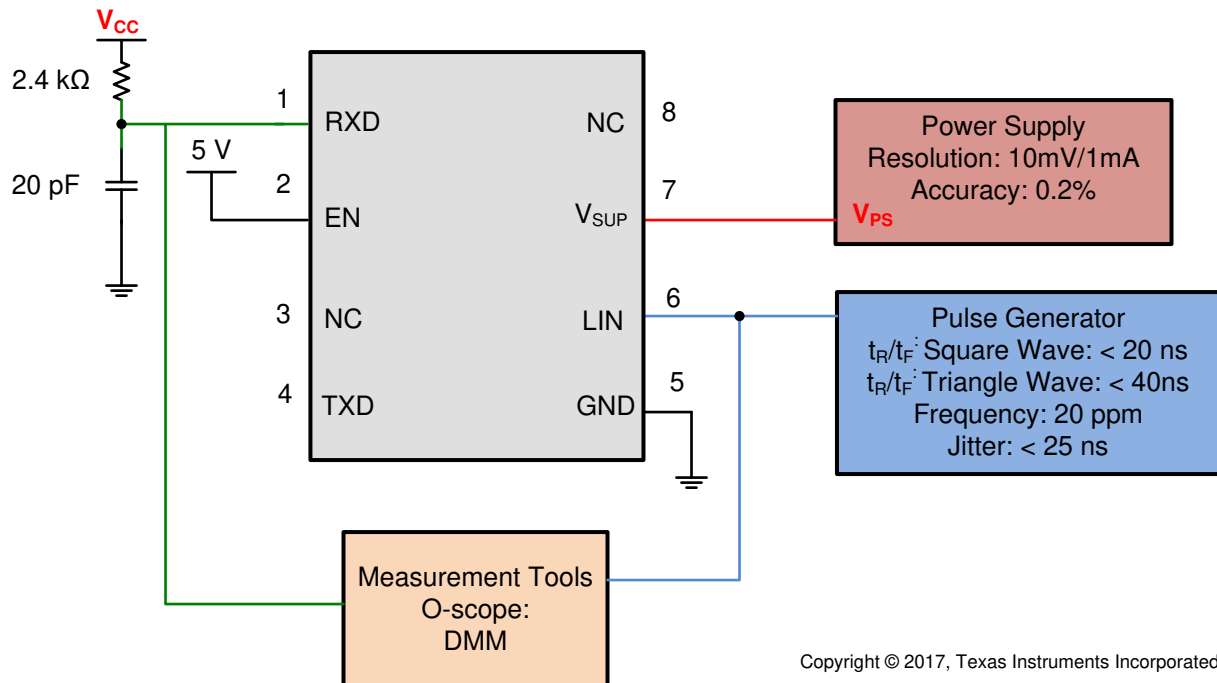 VCC
2.4 kΩ
20 pF
5 V
1
RXD
2
EN
3
NC
4
TXD
NC
8
VSUP
7
LIN
6
GND
5
Power Supply
Resolution: 10mV/1mA
Accuracy: 0.2%
VPS
Pulse Generator
tR/tF: Square Wave: < 20 ns
tR/tF: Triangle Wave: < 40ns
Frequency: 20 ppm
Jitter: < 25 ns
Measurement Tools
O-scope:
DMM
Copyright © 2017, Texas Instruments Incorporated